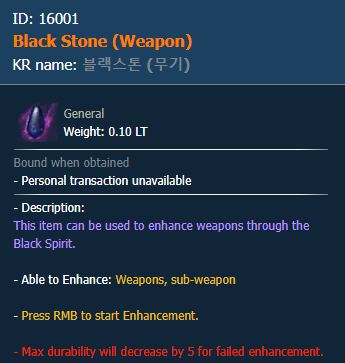 ID: 16001
Black Stone (Weapon)
KR name: 블랙스톤 (무기)
General
Weight: 0.10 LT
Bound when obtained
- Personal transaction unavailable
- Description:
This item can be used to enhance weapons through the
Black Spirit.
- Able to Enhance: Weapons, sub-weapon
- Press RMB to start Enhancement.
- Max durability will decrease by 5 for failed enhancement.